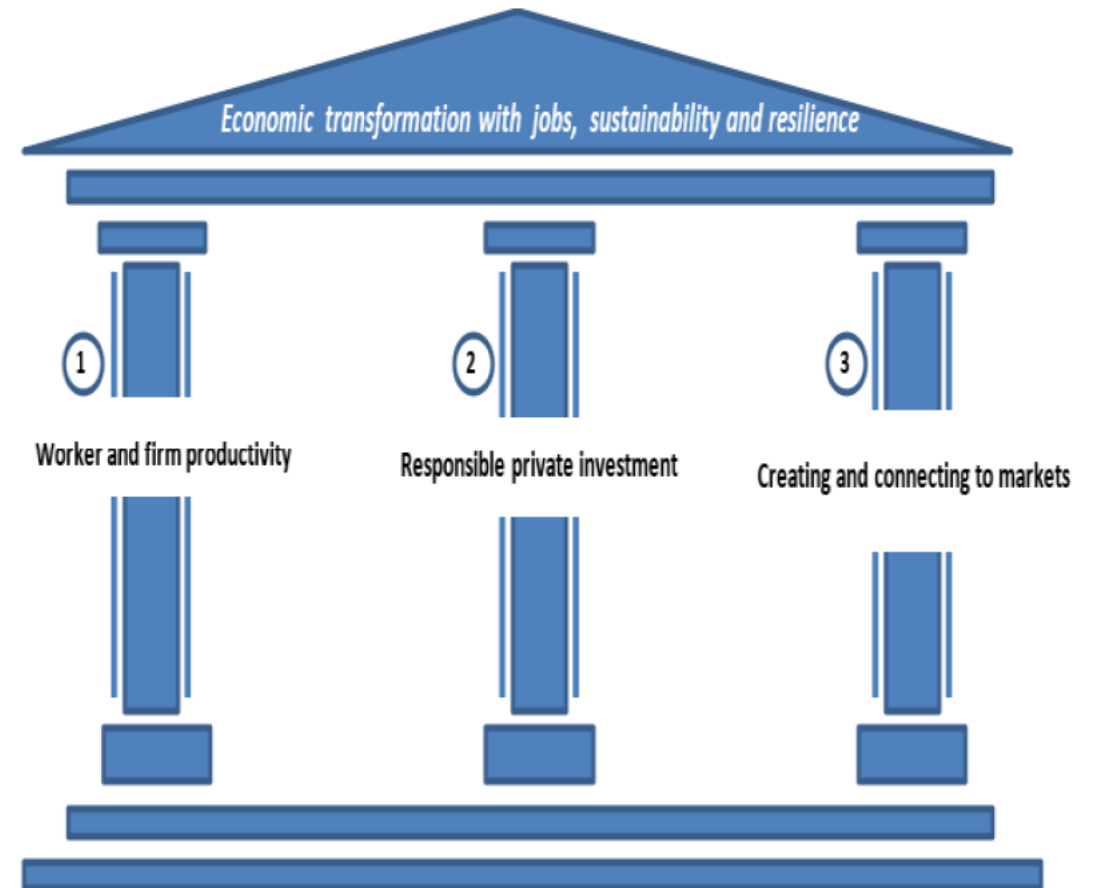 Economic transformation with jobs, sustainability and resilience
1
2
3
Worker and firm productivity
Responsible private investment
Creating and connecting to markets